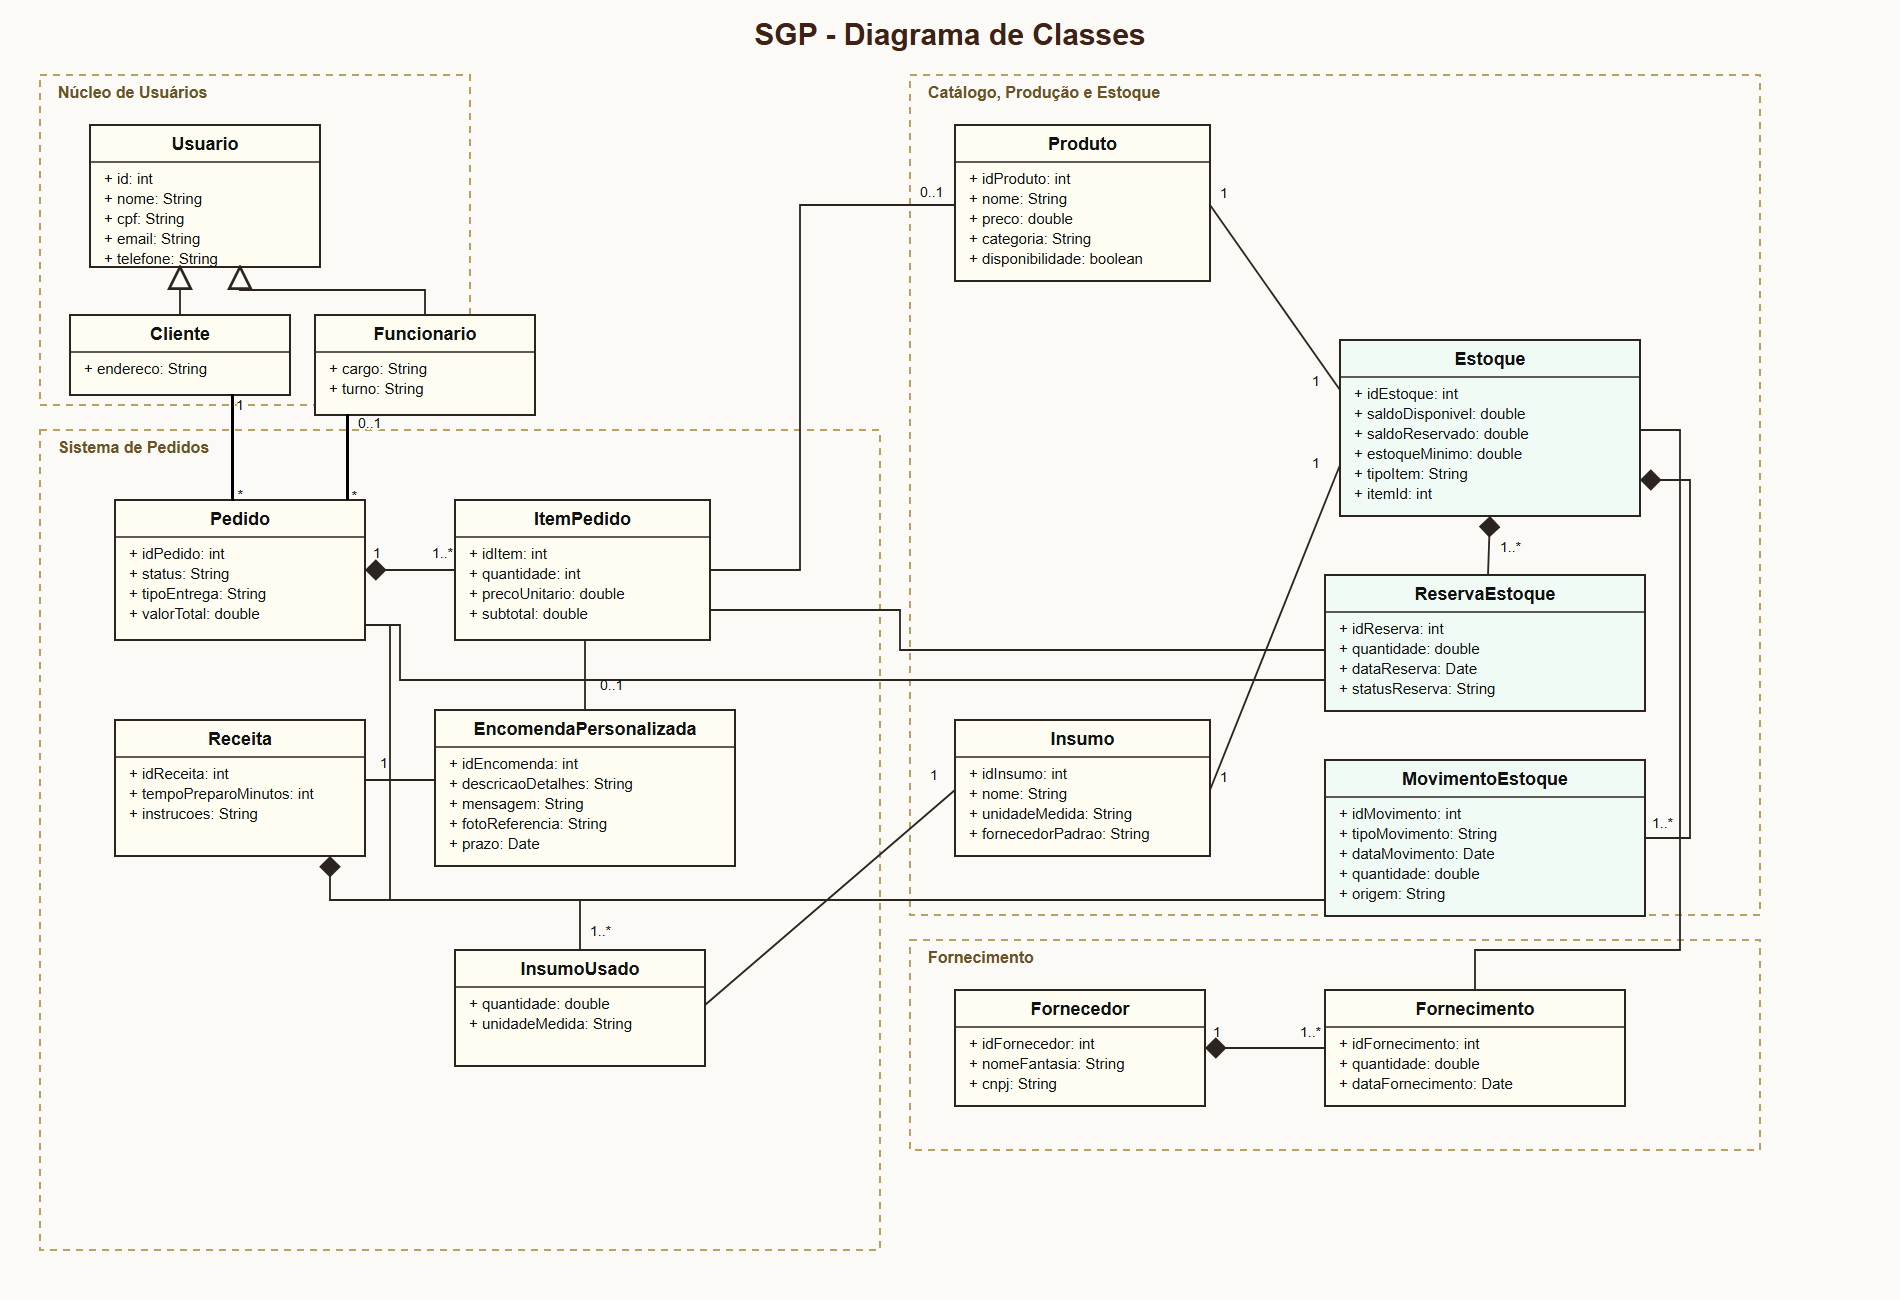 SGP - Diagrama de Classes
Núcleo de Usuários
Usuario
+ id: int
+ nome: String
+ cpf: String
+ email: String
+ telefone: String
Cliente
+ endereco: String
Funcionario
+ cargo: String
+ turno: String
1
0..1
*
*
Sistema de Pedidos
Pedido
+ idPedido: int
+ status: String
+ tipoEntrega: String
+ valorTotal: double
1
1..*
ItemPedido
+ idItem: int
+ quantidade: int
+ precoUnitario: double
+ subtotal: double
0..1
Receita
+ idReceita: int
+ tempoPreparoMinutos: int
+ instrucoes: String
1
EncomendaPersonalizada
+ idEncomenda: int
+ descricaoDetalhes: String
+ mensagem: String
+ fotoReferencia: String
+ prazo: Date
1..*
InsumoUsado
+ quantidade: double
+ unidadeMedida: String
Catálogo, Produção e Estoque
0..1
Produto
+ idProduto: int
+ nome: String
+ preco: double
+ categoria: String
+ disponibilidade: boolean
1
1
1
Estoque
+ idEstoque: int
+ saldoDisponivel: double
+ saldoReservado: double
+ estoqueMinimo: double
+ tipoItem: String
+ itemId: int
1..*
ReservaEstoque
+ idReserva: int
+ quantidade: double
+ dataReserva: Date
+ statusReserva: String
1
Insumo
+ idInsumo: int
+ nome: String
+ unidadeMedida: String
+ fornecedorPadrao: String
1
MovimentoEstoque
+ idMovimento: int
+ tipoMovimento: String
+ dataMovimento: Date
+ quantidade: double
+ origem: String
1..*
Fornecimento
Fornecedor
+ idFornecedor: int
+ nomeFantasia: String
+ cnpj: String
1
1..*
Fornecimento
+ idFornecimento: int
+ quantidade: double
+ dataFornecimento: Date